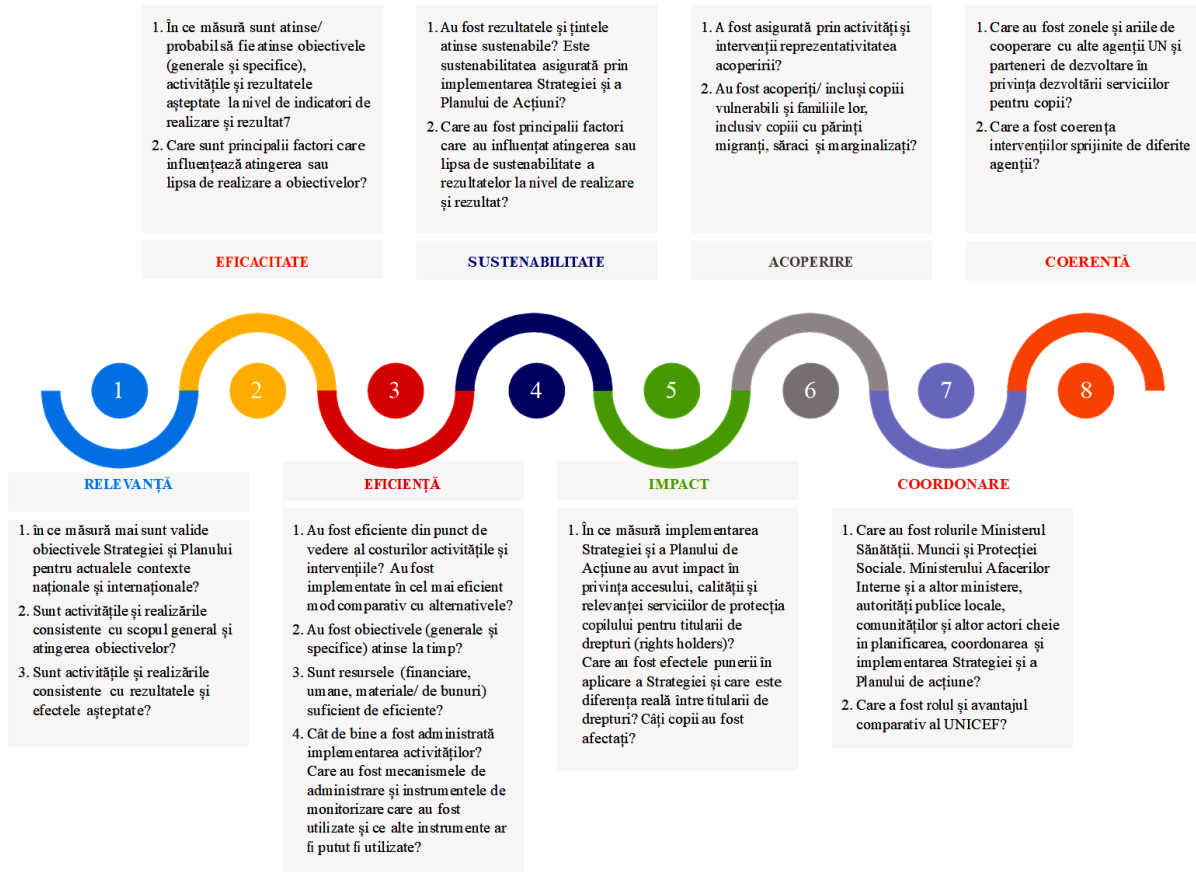 1. În ce măsură sunt atinse/
probabil să fie atinse obiectivele
(generale și specifice),
activitățile și rezultatele
așteptate la nivel de indicatori de
realizare și rezultat7
2. Care sunt principalii factori care
influențează atingerea sau
lipsa de realizare a obiectivelor?
EFICACITATE
1. Au fost rezultatele și țintele
atinse sustenabile? Este
sustenabilitatea asigurată prin
implementarea Strategiei și a
Planului de Acțiuni?
2. Care au fost principalii factori
care au influențat atingerea sau
lipsa de sustenabilitate a
rezultatelor la nivel de realizare
și rezultat?
SUSTENABILITATE
1. A fost asigurată prin activități și
intervenții reprezentativitatea
acoperirii?
2. Au fost acoperiți/ incluși copiii
vulnerabili și familiile lor,
inclusiv copiii cu părinți
migranți, săraci și marginalizați?
ACOPERIRE
1. Care au fost zonele și ariile de
cooperare cu alte agenții UN și
parteneri de dezvoltare în
privința dezvoltării serviciilor
pentru copii?
2. Care a fost coerența
intervențiilor sprijinite de diferite
agenții?
COERENTĂ
1
2
3
4
5
6
7
8
RELEVANȚĂ
1. în ce măsură mai sunt valide
obiectivele Strategiei și Planului
pentru actualele contexte
naționale și internaționale?
2. Sunt activitățile și realizările
consistente cu scopul general și
atingerea obiectivelor?
3. Sunt activitățile și realizările
consistente cu rezultatele și
efectele așteptate?
EFICIENȚĂ
1. Au fost eficiente din punct de
vedere al costurilor activitățile și
intervențiile? Au fost
implementate în cel mai eficient
mod comparativ cu alternativele?
2. Au fost obiectivele (generale și
specifice) atinse la timp?
3. Sunt resursele (financiare,
umane, materiale/ de bunuri)
suficient de eficiente?
4. Cât de bine a fost administrată
implementarea activităților?
Care au fost mecanismele de
administrare și instrumentele de
monitorizare care au fost
utilizate și ce alte instrumente ar
fi putut fi utilizate?
IMPACT
1. În ce măsură implementarea
Strategiei și a Planului de
Acțiune au avut impact în
privința accesului, calității și
relevanței serviciilor de protecția
copilului pentru titularii de
drepturi (rights holders)?
Care au fost efectele punerii în
aplicare a Strategiei și care este
diferența reală între titularii de
drepturi? Câți copii au fost
afectați?
COORDONARE
1. Care au fost rolurile Ministerul
Sănătății. Muncii și Protecției
Sociale. Ministerului Afacerilor
Interne și a altor ministere,
autorități publice locale,
comunităților și altor actori cheie
in planificarea, coordonarea și
implementarea Strategiei și a
Planului de acțiune?
2. Care a fost rolul și avantajul
comparativ al UNICEF?